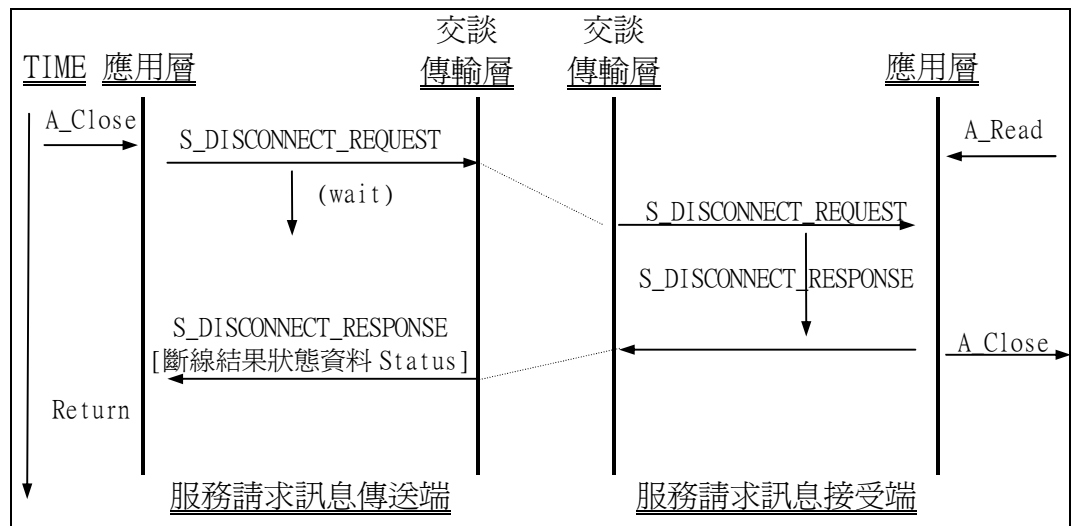 交談
交談
TIME 應用層
傳輸層
傳輸層
應用層
A_Close
S_DISCONNECT_REQUEST
A_Read
(wait)
S_DISCONNECT_REQUEST
S_DISCONNECT_RESPONSE
S_DISCONNECT_RESPONSE
[斷線結果狀態資料 Status]
A_Close
Return
服務請求訊息傳送端
服務請求訊息接受端